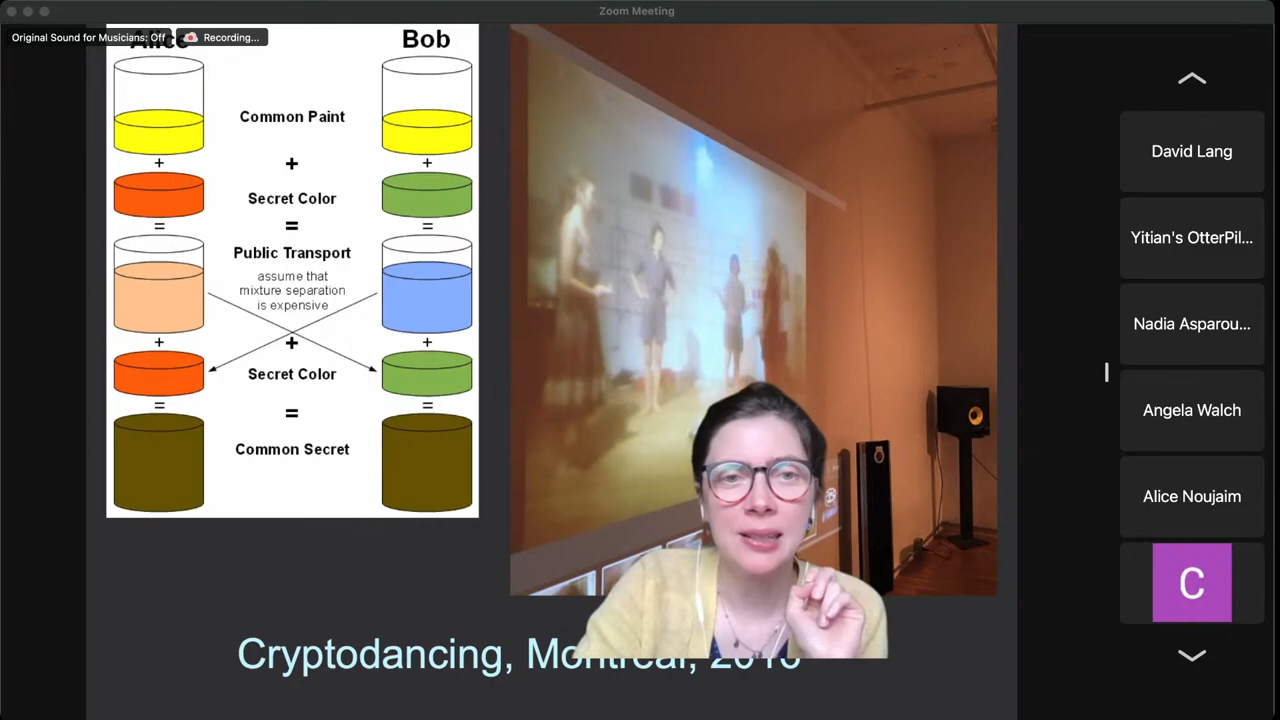 Zoom Meeting
Original Sound for Musicians: Off
Recording...
Alice
Bob
Common Paint
+
+
+
Secret Color
=
=
=
Public Transport
assume that
mixture separation
is expensive
+
+
+
Secret Color
=
=
=
Common Secret
Cryptodancing, Montreal,
David Lang
Yitian's OtterPil...
Nadia Asparou...
Angela Walch
Alice Noujaim
C